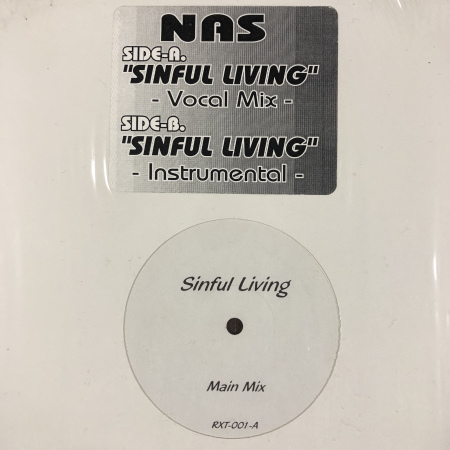 NAS
SIDE-A.
"SINFUL LIVING"
- Vocal Mix -
SIDE-B.
"SINFUL LIVING"
- Instrumental -
Sinful Living
Main Mix
RXT-001-A